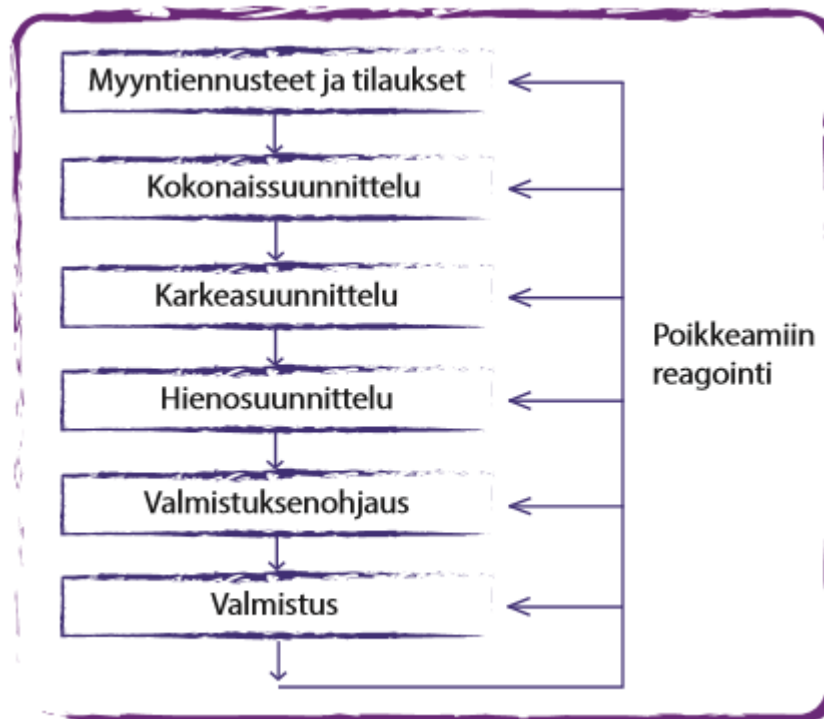 Myyntiennusteet ja tilaukset
Kokonaissuunnittelu
Karkeasuunnittelu
Hienosuunnittelu
Valmistuksenohjaus
Valmistus
Poikkeamiin
reagointi